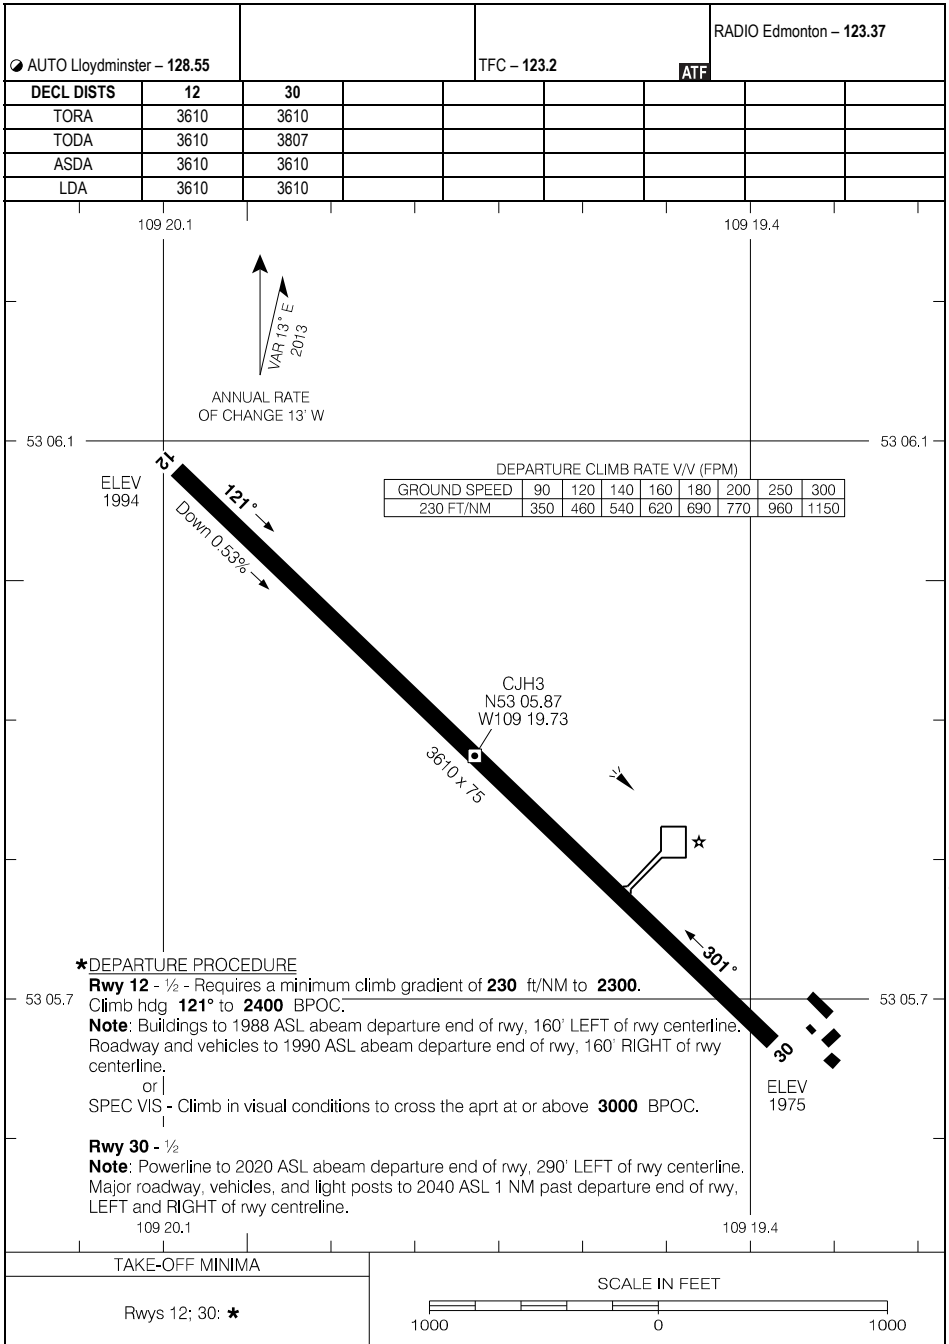 RADIO Edmonton – 123.37
AUTO Lloydminster – 128.55
TFC – 123.2
ATF
DECL DISTS 12 30
TORA 3610 3610
TODA 3610 3807
ASDA 3610 3610
LDA 3610 3610
109 20.1 109 19.4
VAR 13° E
2013
ANNUAL RATE
OF CHANGE 13' W
53 06.1 53 06.1
12
ELEV
1994
121°
Down 0.53%
DEPARTURE CLIMB RATE V/V (FPM)
GROUND SPEED 90 120 140 160 180 200 250 300
230 FT/NM 350 460 540 620 690 770 960 1150
CJH3
N53 05.87
W109 19.73
3610 x 75
301°
*DEPARTURE PROCEDURE
Rwy 12 - ½ - Requires a minimum climb gradient of 230 ft/NM to 2300.
Climb hdg 121° to 2400 BPOC.
53 05.7
Note: Buildings to 1988 ASL abeam departure end of rwy, 160' LEFT of rwy centerline.
Roadway and vehicles to 1990 ASL abeam departure end of rwy, 160' RIGHT of rwy
centerline.
or
SPEC VIS - Climb in visual conditions to cross the aprt at or above 3000 BPOC.
53 05.7
30
ELEV
1975
Rwy 30 - ½
Note: Powerline to 2020 ASL abeam departure end of rwy, 290' LEFT of rwy centerline.
Major roadway, vehicles, and light posts to 2040 ASL 1 NM past departure end of rwy,
LEFT and RIGHT of rwy centreline.
109 20.1 109 19.4
TAKE-OFF MINIMA
Rwys 12; 30: *
SCALE IN FEET
1000 0 1000